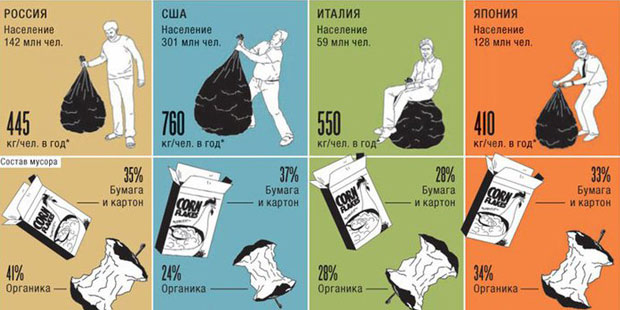 РОССИЯ
Население
142 млн чел.
445
кг/чел. в год*
США
Население
301 млн чел.
760
кг/чел. в год*
ИТАЛИЯ
Население
59 млн чел.
550
кг/чел. в год*
ЯПОНИЯ
Население
128 млн чел.
410
кг/чел. в год*
Состав мусора
35%
Бумага
и картон
CORN
FLAKES
41%
Органика
37%
Бумага
и картон
CORN
FLAKES
24%
Органика
28%
Бумага
и картон
CORN
FLAKES
28%
Органика
33%
Бумага
и картон
CORN
FLAKES
34%
Органика